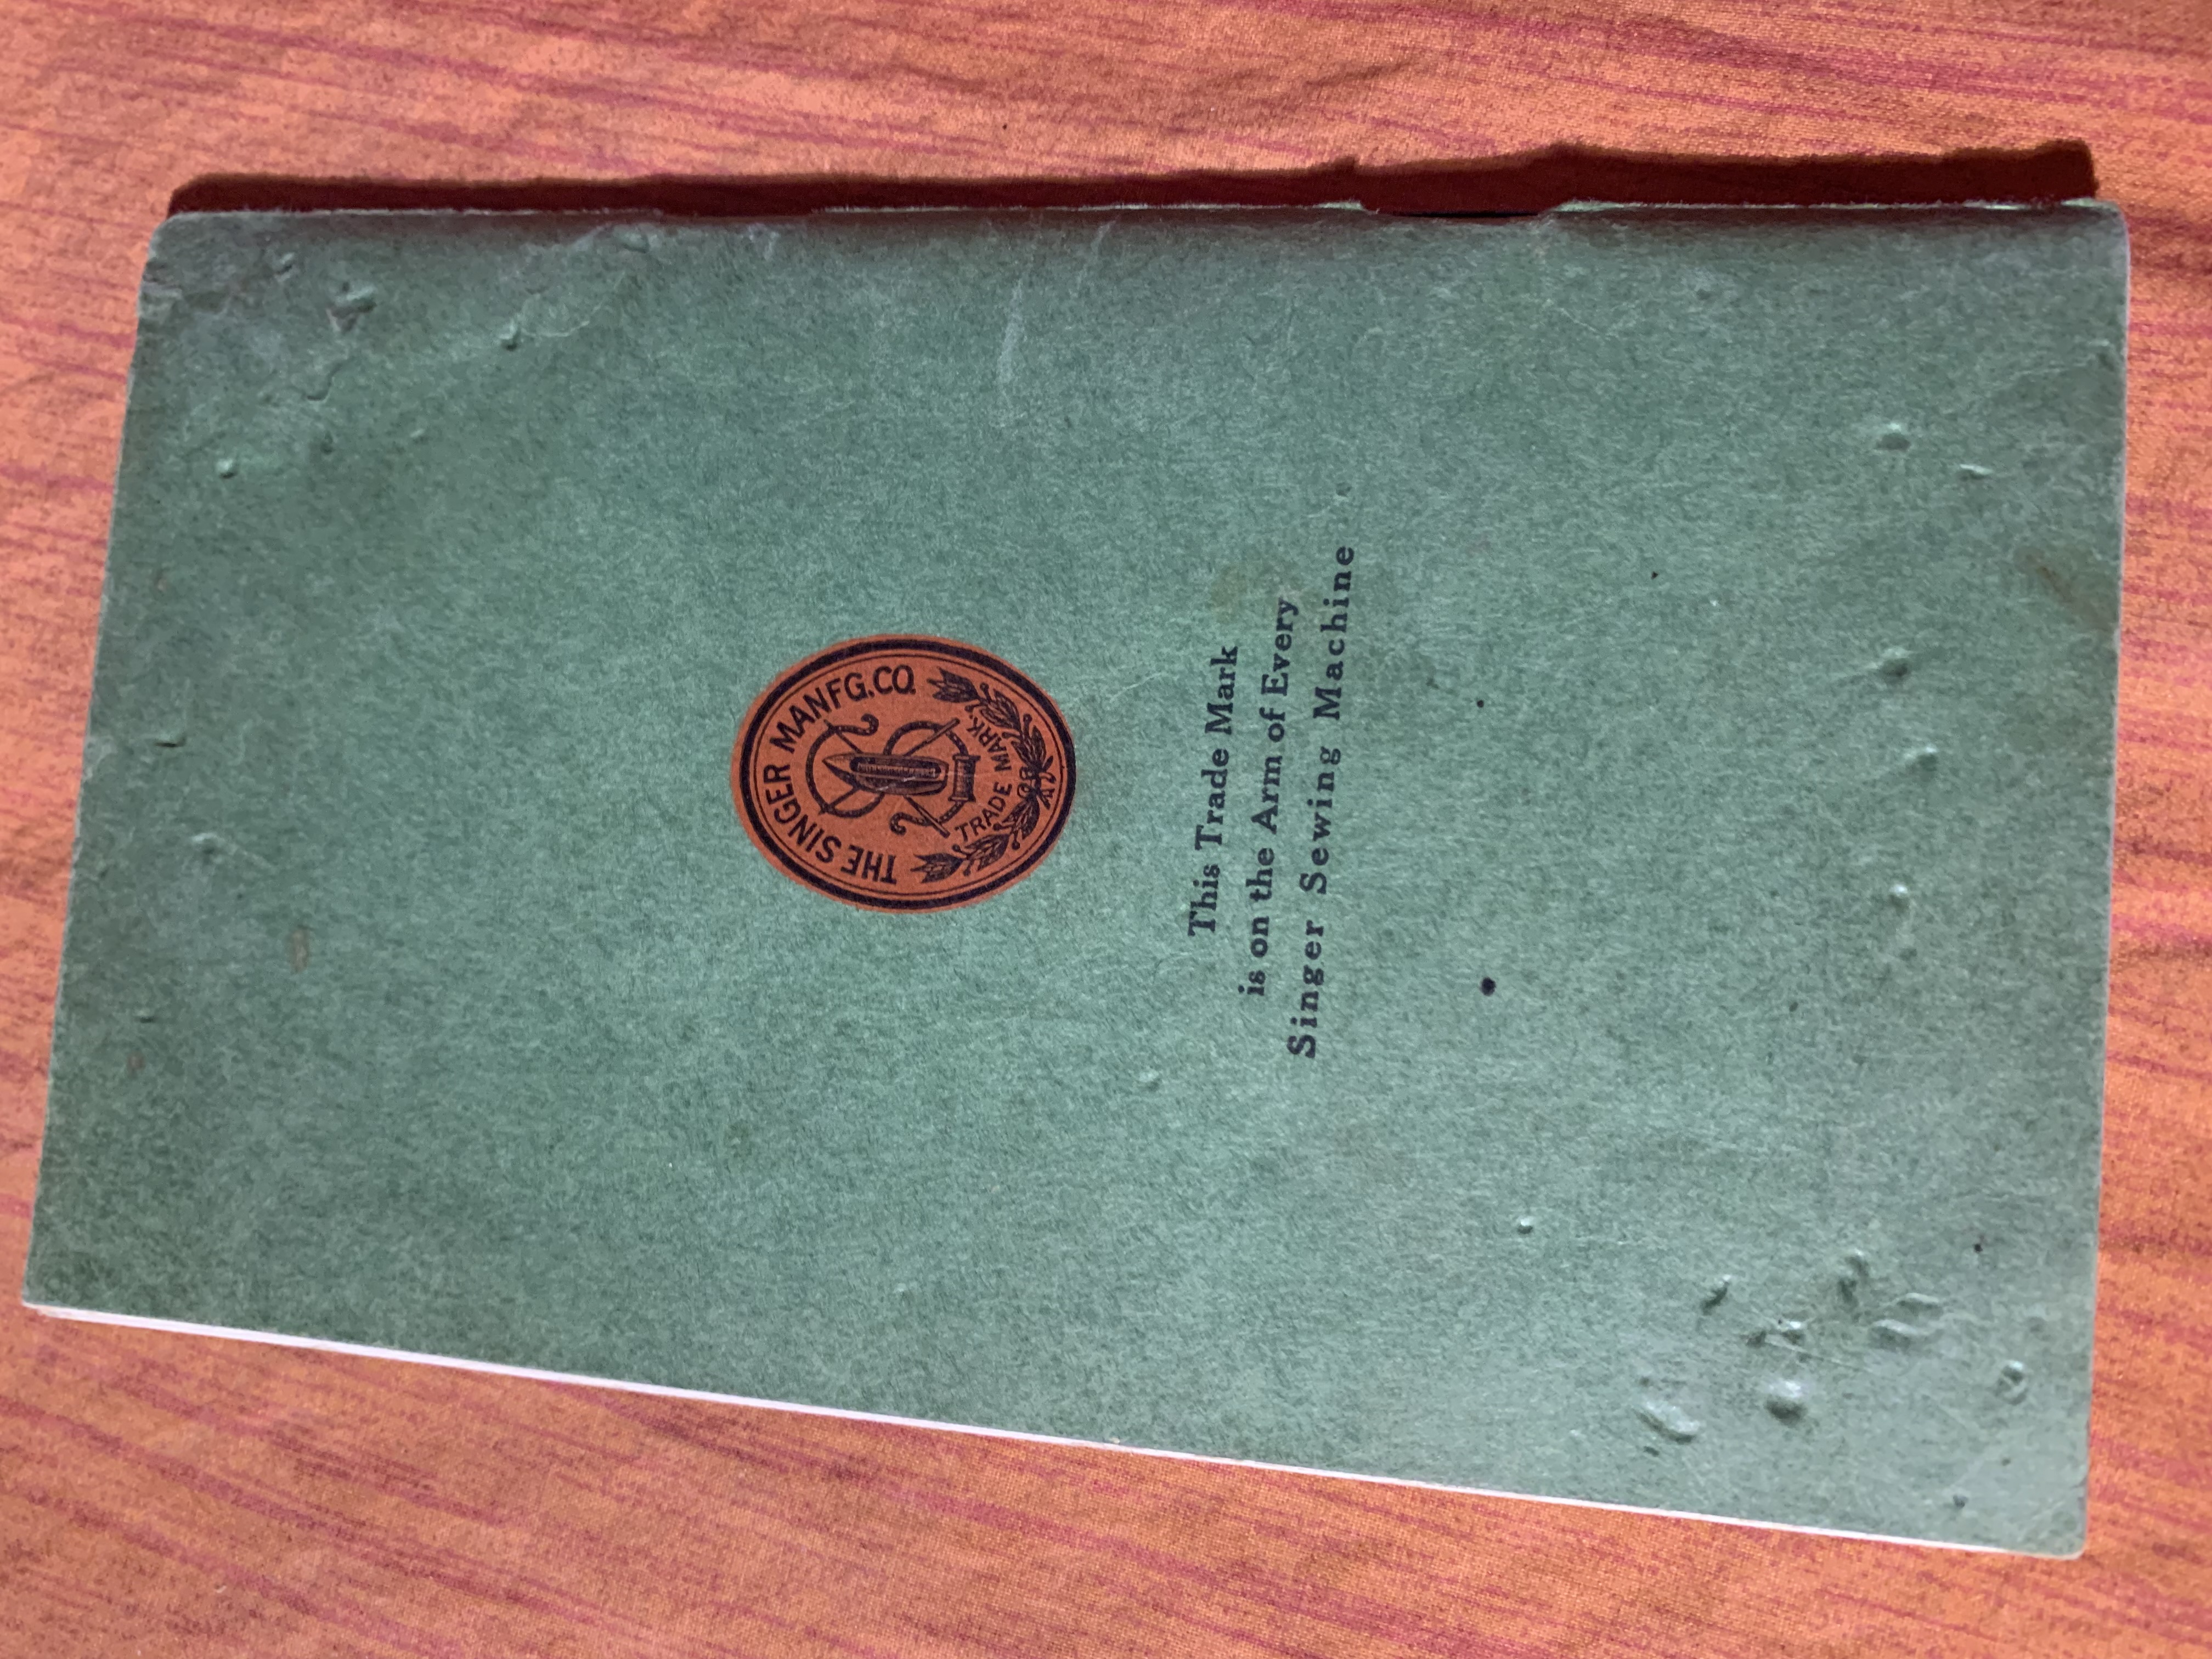 THE SINGER MANFG. CO.
TRADE MARK
This Trade Mark
is on the Arm of Every
Singer Sewing Machine